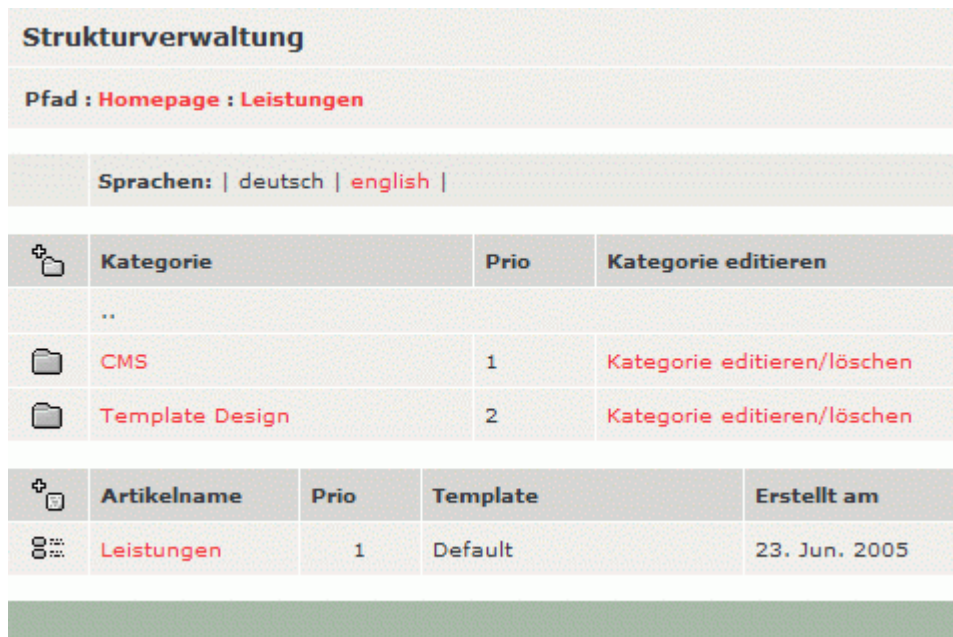 Strukturverwaltung
Pfad : Homepage : Leistungen
Sprachen: | deutsch | english |
Kategorie Prio Kategorie editieren
..
CMS 1 Kategorie editieren/löschen
Template Design 2 Kategorie editieren/löschen
Artikelname Prio Template Erstellt am
Leistungen 1 Default 23. Jun. 2005